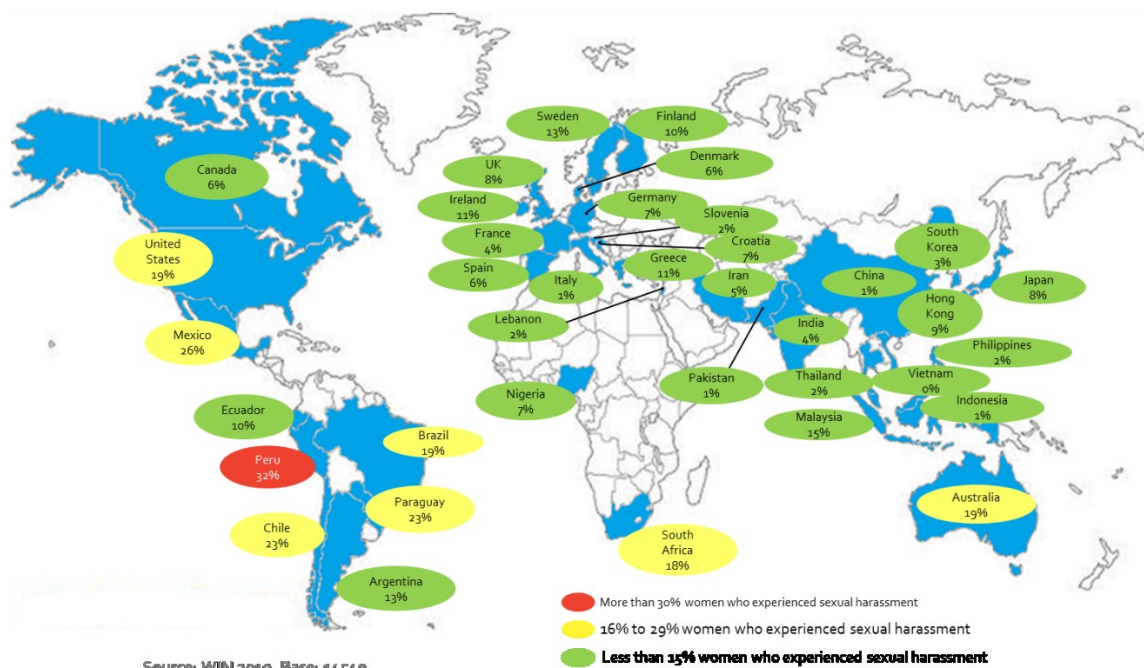 Sweden
13%
Finland
10%
UK
8%
Denmark
6%
Canada
6%
Ireland
11%
Germany
7%
Slovenia
2%
France
4%
Croatia
7%
South
Korea
3%
United
States
19%
Spain
6%
Italy
1%
Greece
11%
Iran
5%
China
1%
Japan
8%
Hong
Kong
9%
Lebanon
2%
India
4%
Mexico
26%
Philippines
2%
Nigeria
7%
Pakistan
1%
Thailand
2%
Vietnam
0%
Indonesia
1%
Malaysia
15%
Ecuador
10%
Brazil
19%
Peru
32%
Paraguay
23%
Chile
23%
Australia
19%
South
Africa
18%
Argentina
13%
More than 30% women who experienced sexual harassment
16% to 29% women who experienced sexual harassment
Less than 15% women who experienced sexual harassment
Source: WIN 2019. Base: